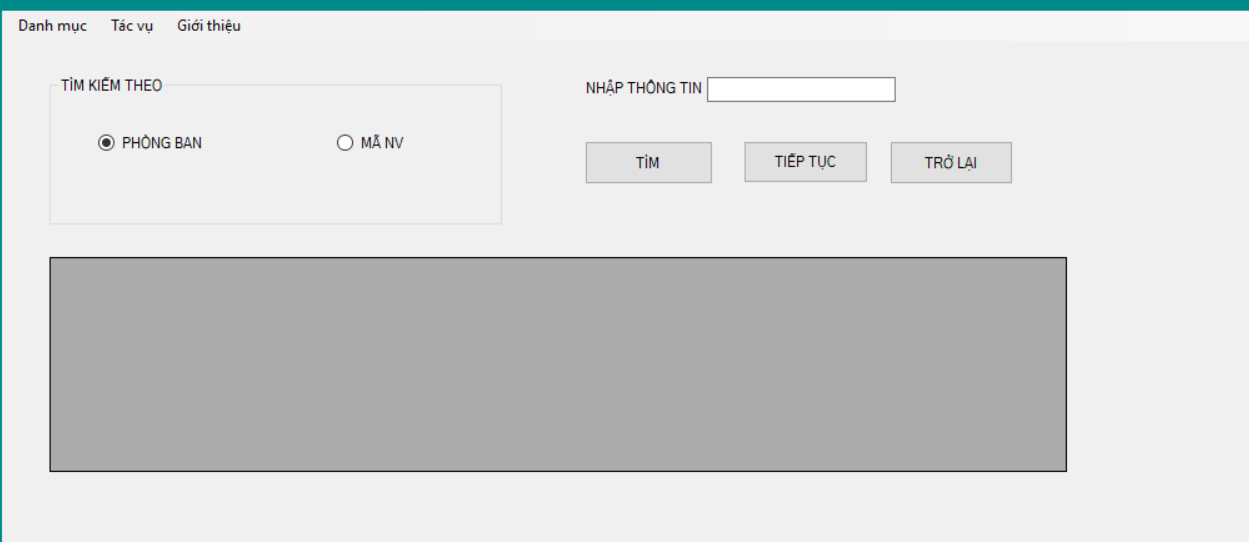 Danh mục Tác vụ Giới thiệu
TÌM KIẾM THEO
PHÒNG BAN MÃ NV
NHẬP THÔNG TIN
TÌM TIẾP TỤC TRỞ LẠI